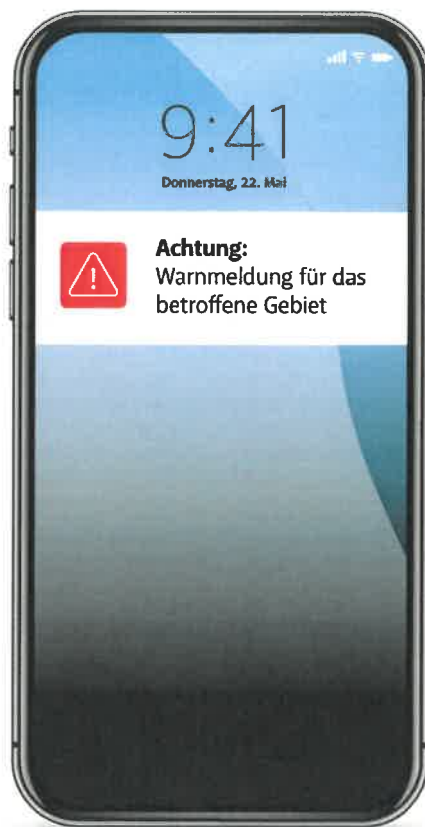 9:41
Donnerstag, 22. Mai
Achtung:
Warnmeldung für das
betroffene Gebiet